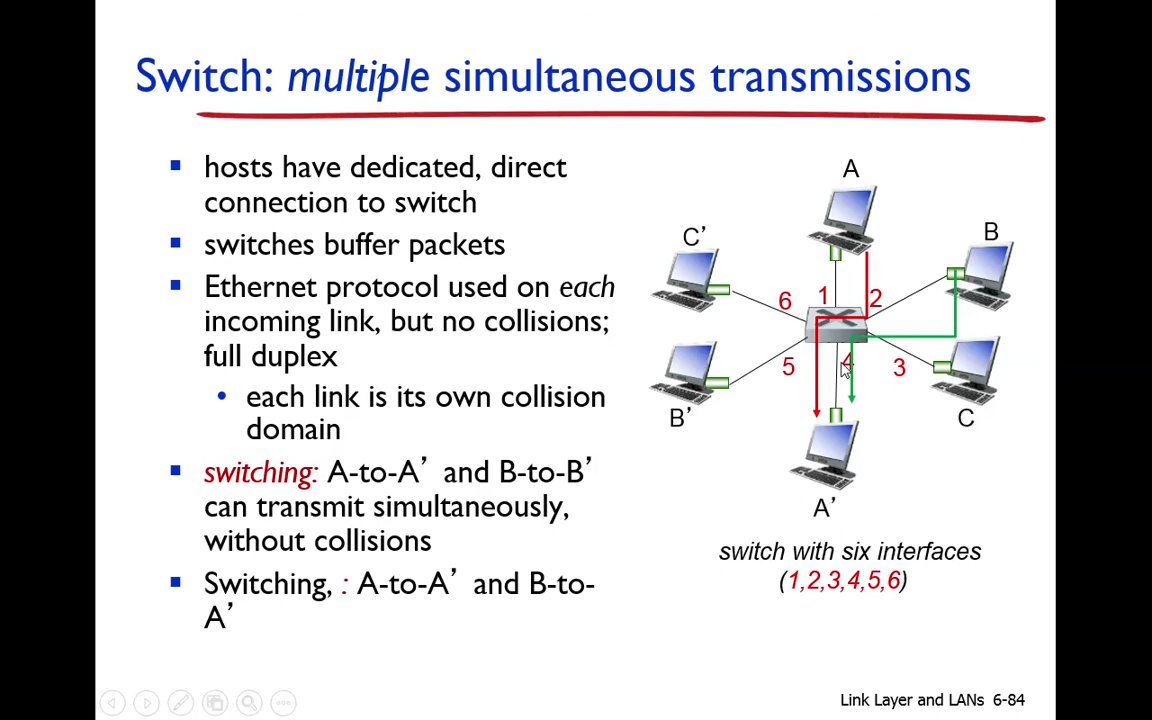 Switch: multiple simultaneous transmissions
hosts have dedicated, direct
connection to switch
switches buffer packets
Ethernet protocol used on each
incoming link, but no collisions;
full duplex
each link is its own collision
domain
switching: A-to-A’ and B-to-B’
can transmit simultaneously,
without collisions
Switching, : A-to-A’ and B-to-
A’
A
B
C’
6
1
2
5
4
3
B’
C
A’
switch with six interfaces
(1,2,3,4,5,6)
Link Layer and LANs 6-84